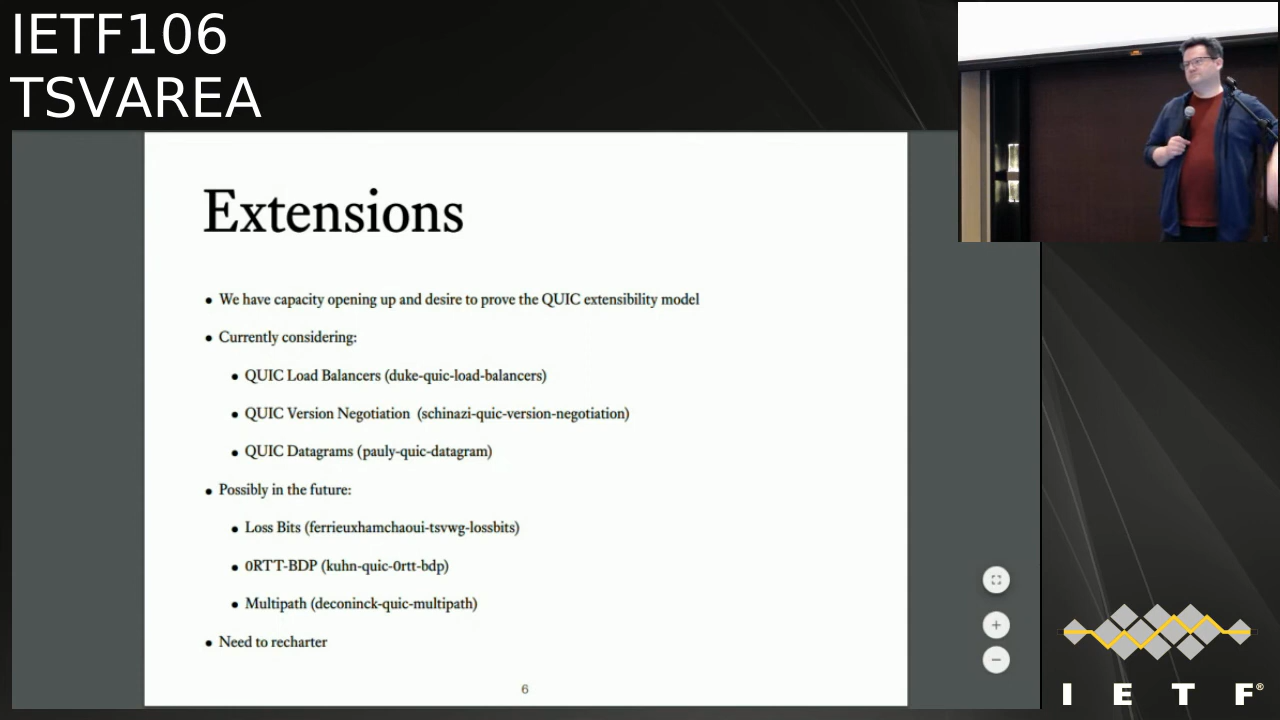 IETF106
TSVAREA
Extensions
• We have capacity opening up and desire to prove the QUIC extensibility model
• Currently considering:
• QUIC Load Balancers (duke-quic-load-balancers)
• QUIC Version Negotiation (schinazi-quic-version-negotiation)
• QUIC Datagrams (pauly-quic-datagram)
• Possibly in the future:
• Loss Bits (ferrieuxhamchaoui-tsvwg-lossbits)
• 0RTT-BDP (kuhn-quic-0rtt-bdp)
• Multipath (deconinck-quic-multipath)
• Need to recharter
6
I E T F®